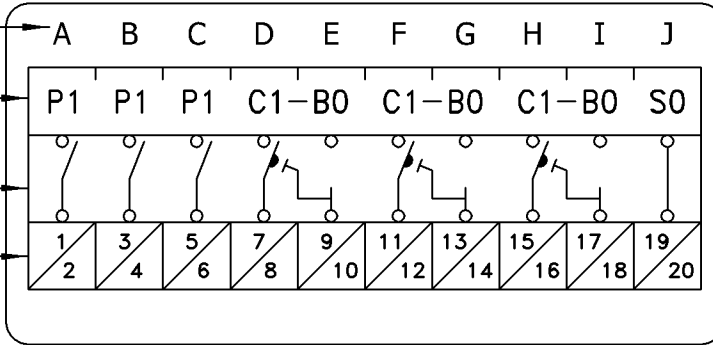 A B C D E F G H I J
P1 P1 P1 C1-B0 C1-B0 C1-B0 S0
1 3 5 7 9 11 13 15 17 19
2 4 6 8 10 12 14 16 18 20